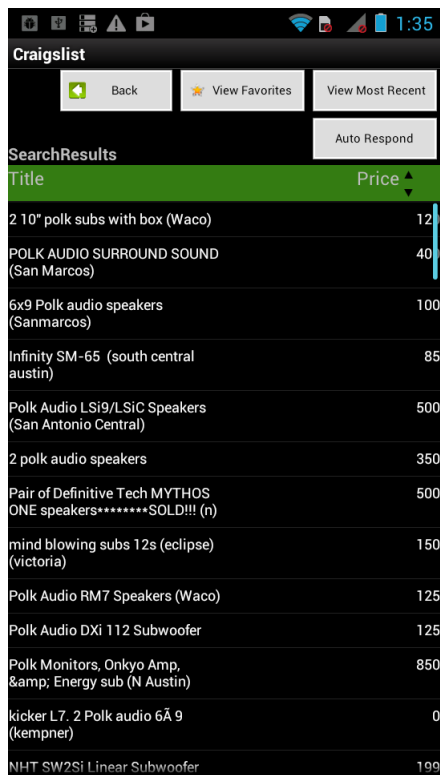 1:35
Craigslist
Back
View Favorites
View Most Recent
Auto Respond
SearchResults
Title Price
2 10" polk subs with box (Waco)
POLK AUDIO SURROUND SOUND
(San Marcos)
6x9 Polk audio speakers 100
(Sanmarcos)
Infinity SM-65 (south central 85
austin)
Polk Audio LSi9/LSiC Speakers 500
(San Antonio Central)
2 polk audio speakers 350
Pair of Definitive Tech MYTHOS 500
ONE speakers********SOLD!!! (n)
mind blowing subs 12s (eclipse) 150
(victoria)
Polk Audio RM7 Speakers (Waco) 125
Polk Audio DXi 112 Subwoofer 125
Polk Monitors, Onkyo Amp, 850
&amp; Energy sub (N Austin)
kicker L7. 2 Polk audio 6Ã 9 0
(kempner)
NHT SW2Si Linear Subwoofer 199